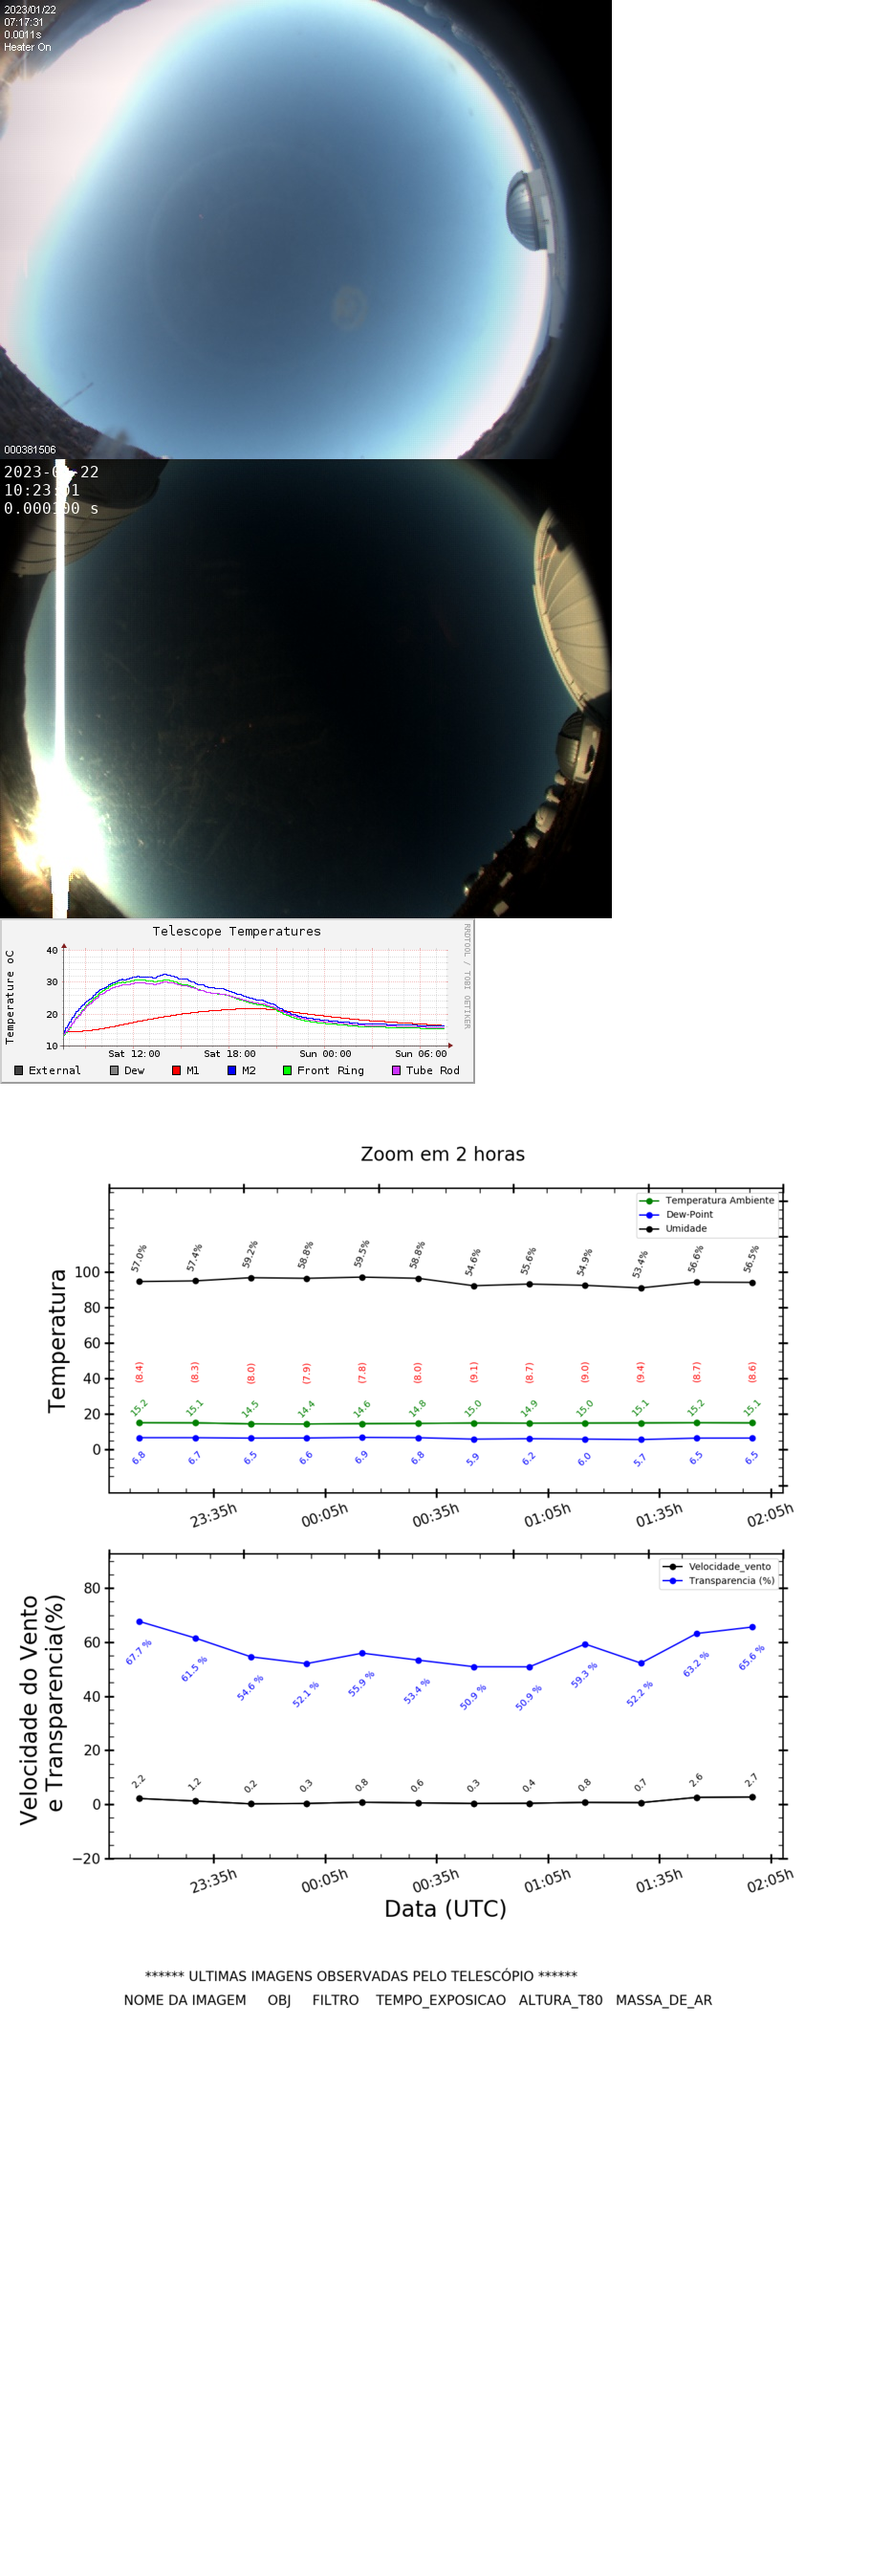 2023/01/22
07:17:31
0.0011s
Heater On
000381506
22
10:23
s
Telescope Temperatures
RRDTOOL / TOBI OETIKER
Temperature oC
40
30
20
10
Sat 12:00 Sat 18:00 Sun 00:00 Sun 06:00
External Dew M1 M2 Front Ring Tube Rod
Zoom em 2 horas
Temperatura Ambiente
Dew-Point
Umidade
57.0% 57.4% 59.2% 58.8% 59.5% 58.8% 54.6% 55.6% 54.9% 53.4% 56.6% 56.5%
Temperatura
100
80
60
40
20
0
(8.4) (8.3) (8.0) (7.9) (7.8) (8.0) (9.1) (8.7) (9.0) (9.4) (8.7) (8.6)
15.2 15.1 14.5 14.4 14.6 14.8 15.0 14.9 15.0 15.1 15.2 15.1
6.8 6.7 6.5 6.6 6.9 6.8 5.9 6.2 6.0 5.7 6.5 6.5
23:35h 00:05h 00:35h 01:05h 01:35h 02:05h
Velocidade_vento
Transparencia (%)
Velocidade do Vento
e Transparencia(%)
80
60
40
20
0
−20
67.7 % 61.5 % 54.6 % 52.1 % 55.9 % 53.4 % 50.9 % 50.9 % 59.3 % 52.2 % 63.2 % 65.6 %
2.2 1.2 0.2 0.3 0.8 0.6 0.3 0.4 0.8 0.7 2.6 2.7
23:35h 00:05h 00:35h 01:05h 01:35h 02:05h
Data (UTC)
****** ULTIMAS IMAGENS OBSERVADAS PELO TELESCÓPIO ******
NOME DA IMAGEM OBJ FILTRO TEMPO_EXPOSICAO ALTURA_T80 MASSA_DE_AR